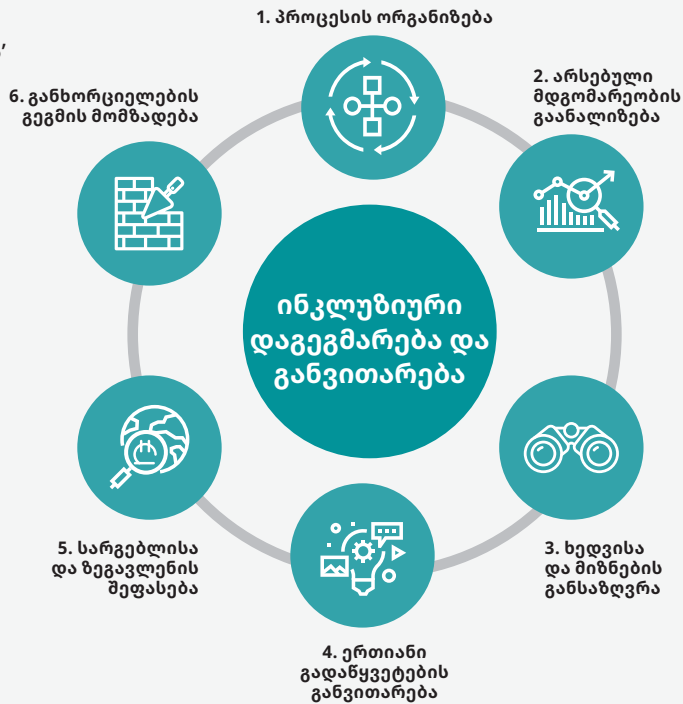 1. პროცესის ორგანიზება
2. არსებული
მდგომარეობის
გაანალიზება
3. ხედვისა
და მიზნების
განსაზღვრა
4. ერთიანი
გადაწყვეტების
განვითარება
5. სარგებლისა
და ზეგავლენის
შეფასება
6. განხორციელების
გეგმის მომზადება
ინკლუზიური
დაგეგმარება და
განვითარება